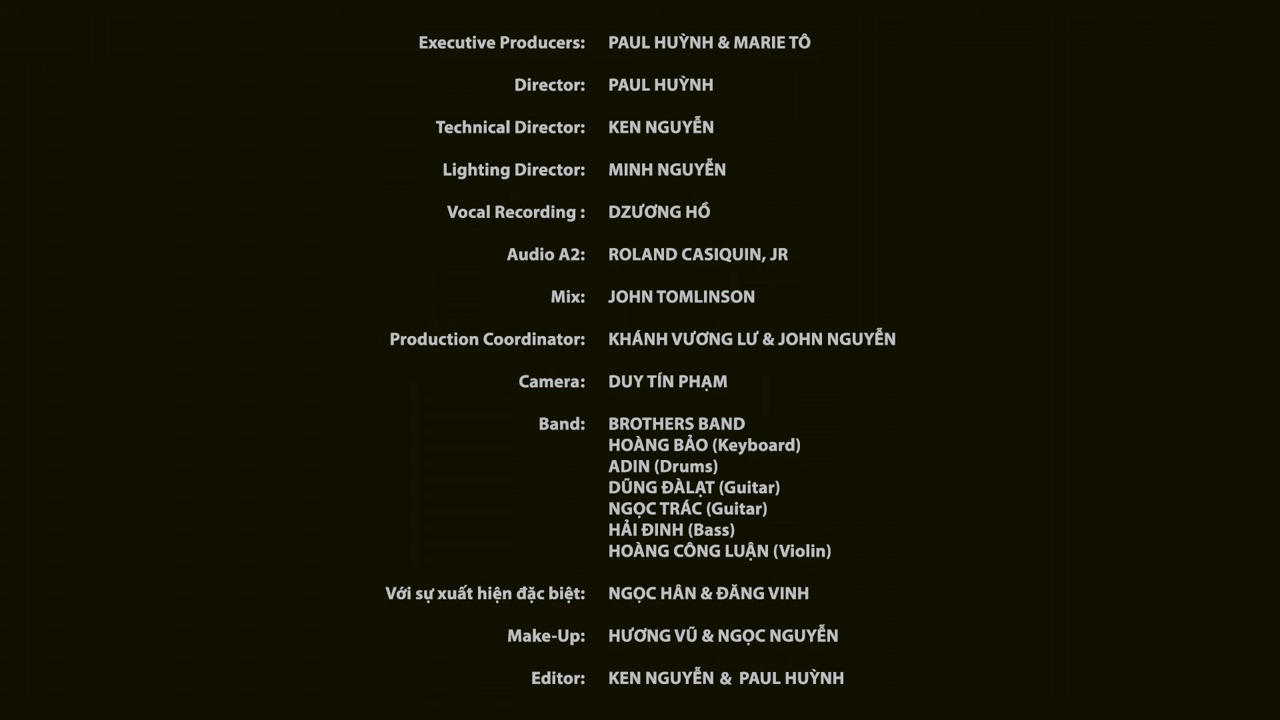 Executive Producers: PAUL HUỲNH & MARIE TÔ
Director: PAUL HUỲNH
Technical Director: KEN NGUYỄN
Lighting Director: MINH NGUYỄN
Vocal Recording : DZƯƠNG HỒ
Audio A2: ROLAND CASIQUIN, JR
Mix: JOHN TOMLINSON
Production Coordinator: KHÁNH VƯƠNG LƯ & JOHN NGUYỄN
Camera: DUY TÍN PHẠM
Band: BROTHERS BAND
HOÀNG BẢO (Keyboard)
ADIN (Drums)
DŨNG ĐÀLẠT (Guitar)
NGỌC TRÁC (Guitar)
HẢI ĐINH (Bass)
HOÀNG CÔNG LUẬN (Violin)
Với sự xuất hiện đặc biệt: NGỌC HÂN & ĐĂNG VINH
Make-Up: HƯƠNG VŨ & NGỌC NGUYỄN
Editor: KEN NGUYỄN & PAUL HUỲNH